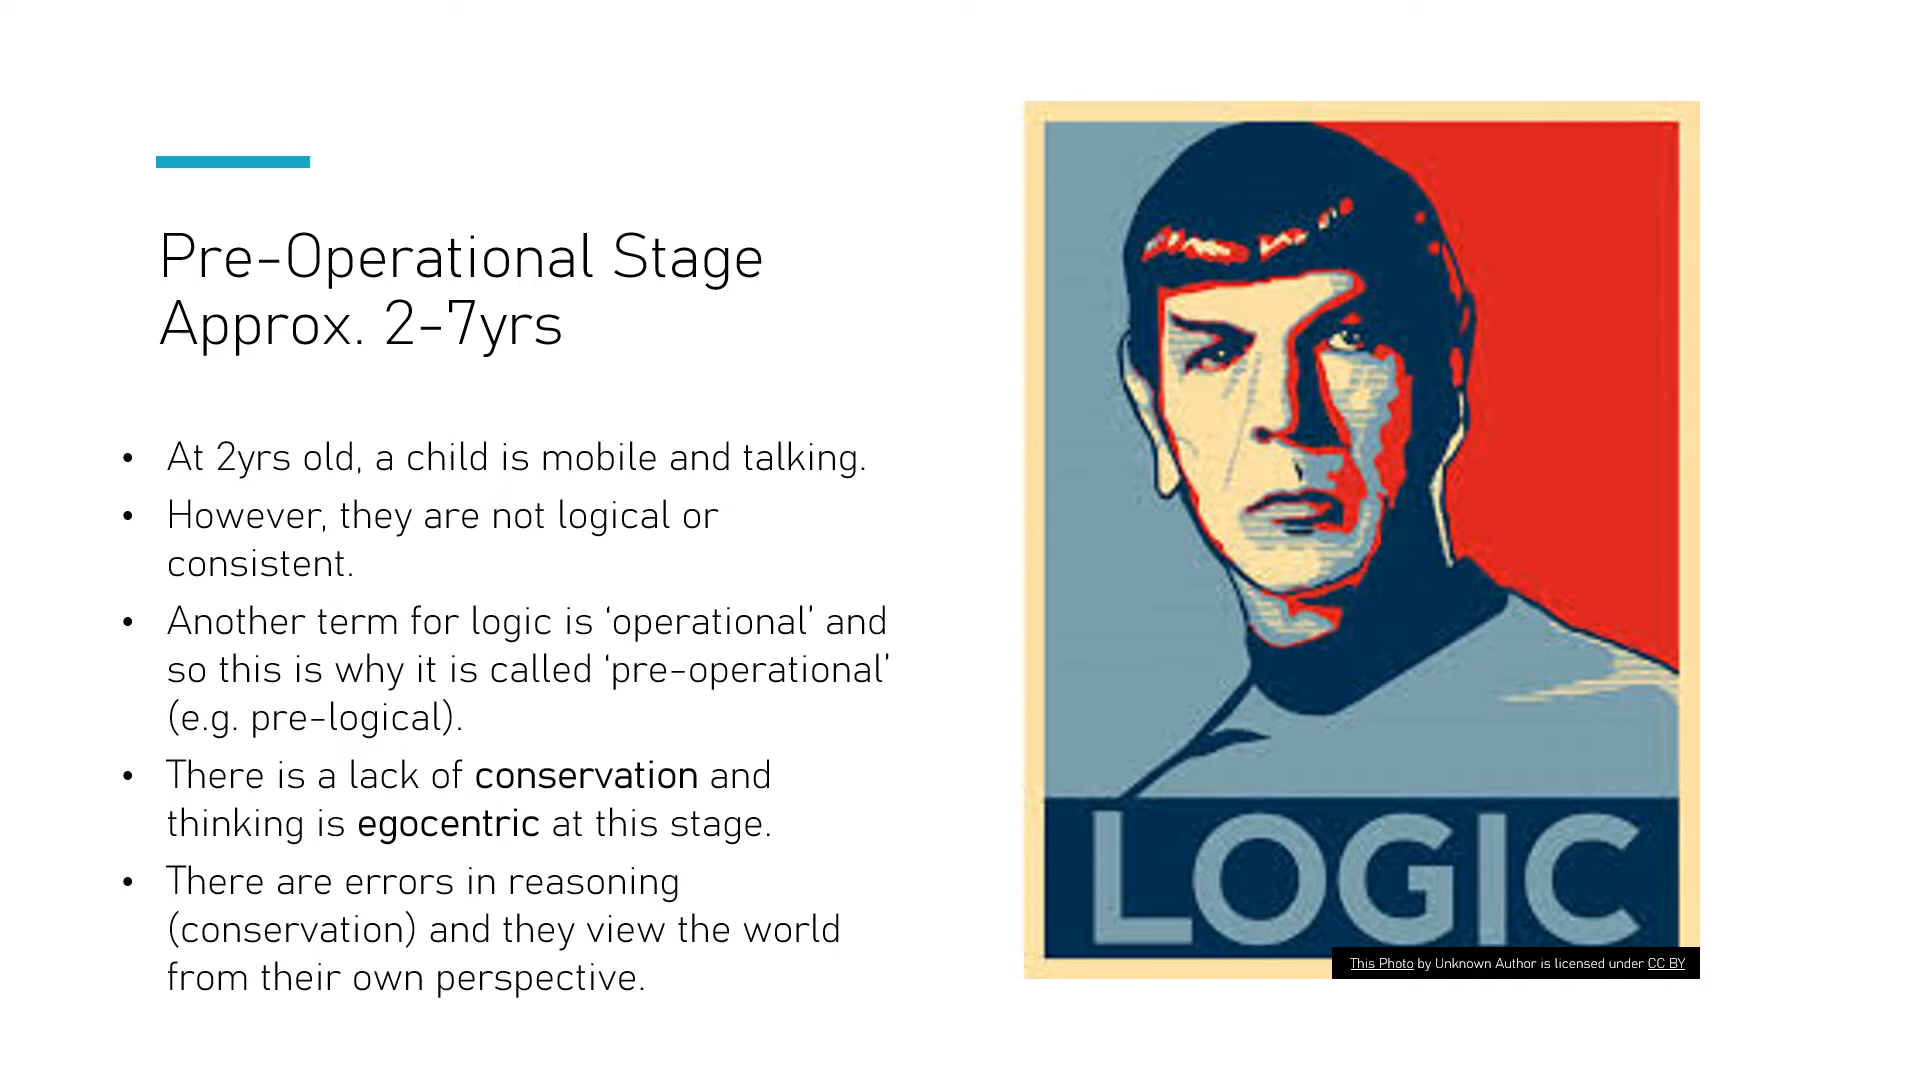 Pre-Operational Stage
Approx. 2-7yrs
• At 2yrs old, a child is mobile and talking.
• However, they are not logical or
consistent.
• Another term for logic is ‘operational’ and
so this is why it is called ‘pre-operational’
(e.g. pre-logical).
• There is a lack of conservation and
thinking is egocentric at this stage.
• There are errors in reasoning
(conservation) and they view the world
from their own perspective.
LOGIC
This Photo by Unknown Author is licensed under CC BY